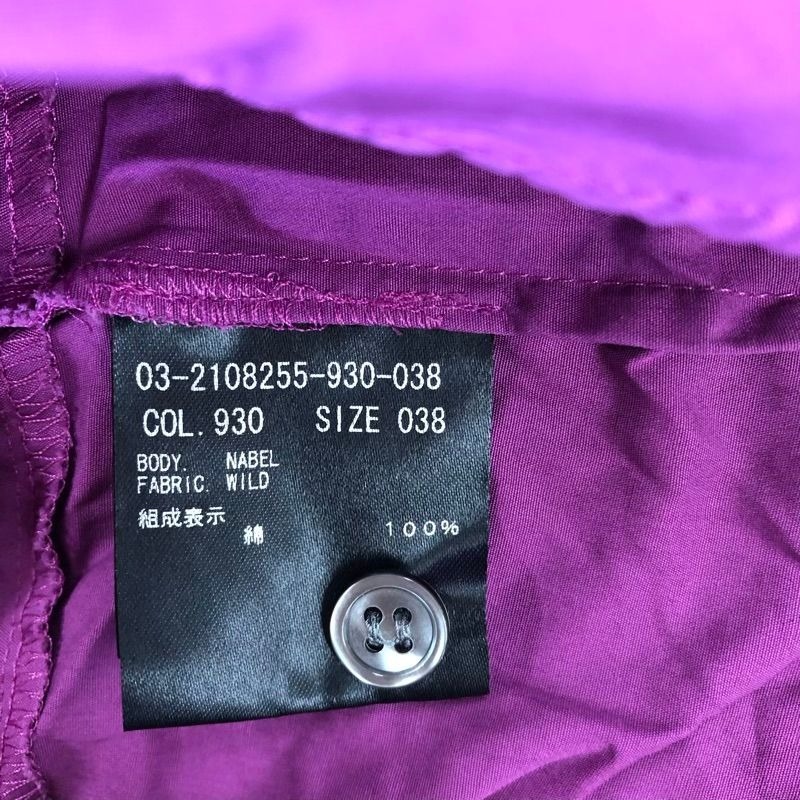 03-2108255-930-038
COL. 930 SIZE 038
BODY. NABEL
FABRIC. WILD
組成表示
綿 100%